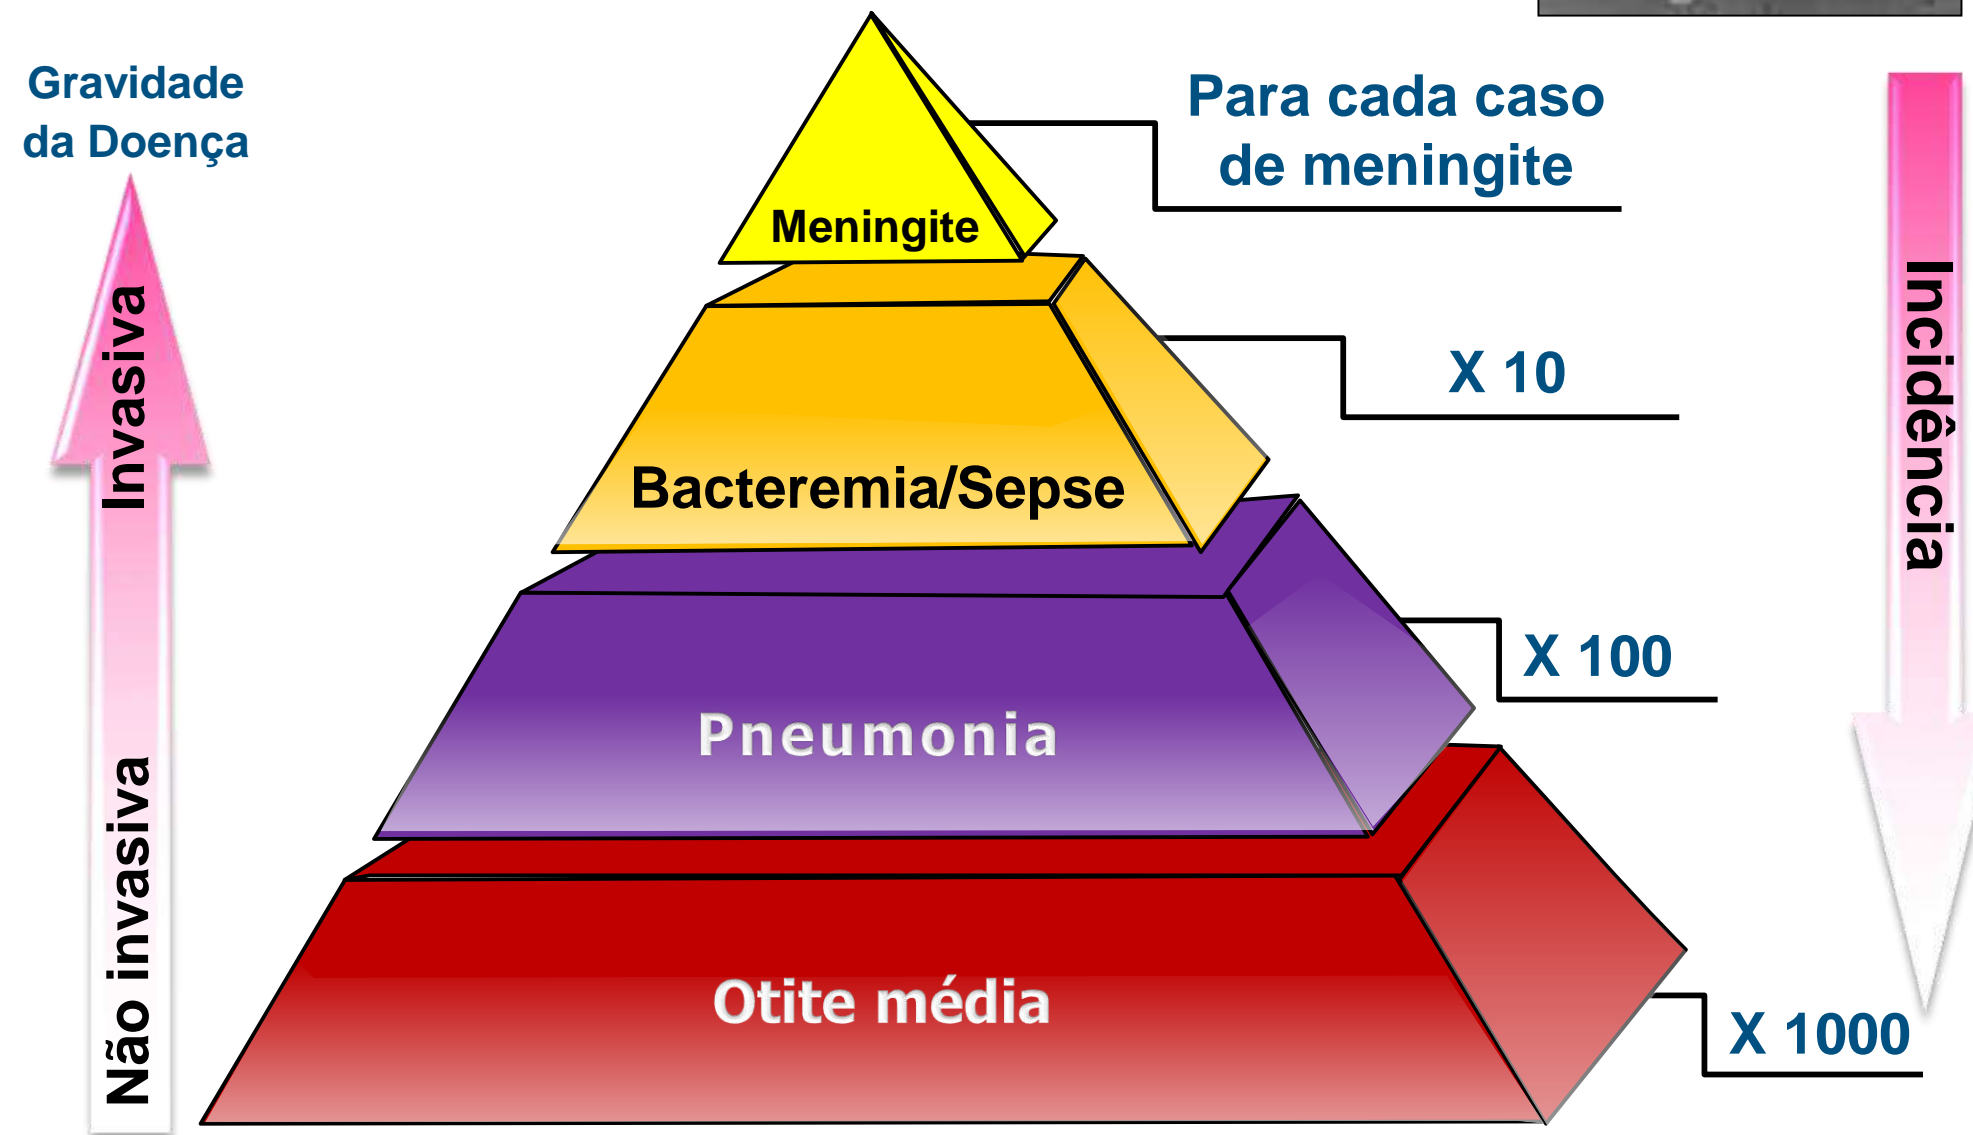 Gravidade
da Doença
Invasiva
Não invasiva
Meningite
Bacteremia/Sepse
Pneumonia
Otite média
Para cada caso
de meningite
X 10
X 100
X 1000
Incidência